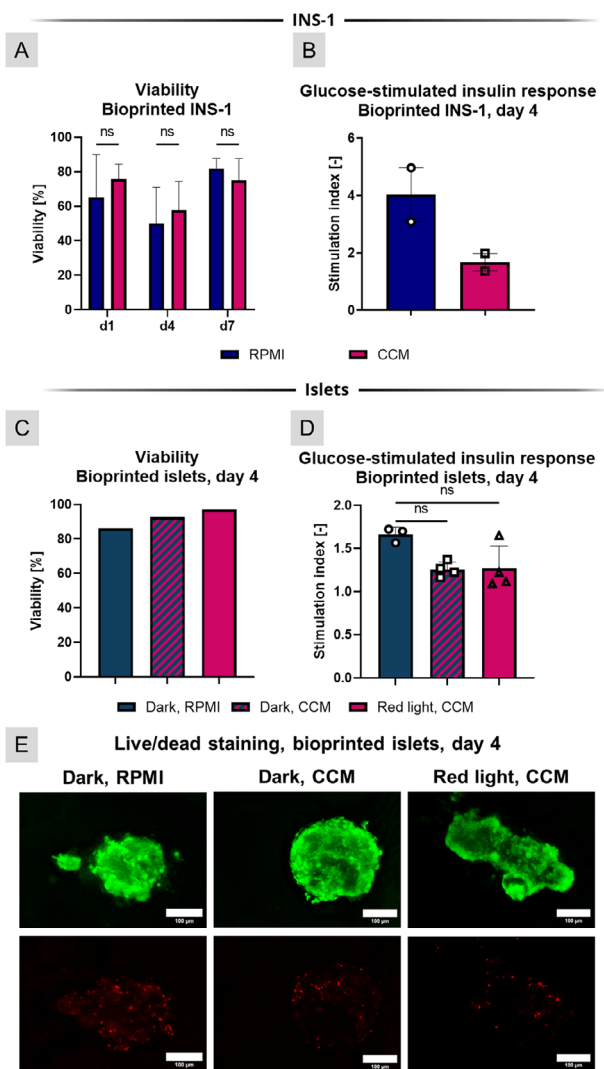 INS-1
A
Viability
Bioprinted INS-1
ns ns ns
100
80
60
40
20
0
Viability [%]
d1 d4 d7
B
Glucose-stimulated insulin response
Bioprinted INS-1, day 4
6
4
2
0
Stimulation index [-]
RPMI CCM
Islets
C
Viability
Bioprinted islets, day 4
100
80
60
40
20
0
Viability [%]
D
Glucose-stimulated insulin response
Bioprinted islets, day 4
ns
ns
2.0
1.5
1.0
0.5
0.0
Stimulation index [-]
Dark, RPMI Dark, CCM Red light, CCM
E
Live/dead staining, bioprinted islets, day 4
Dark, RPMI Dark, CCM Red light, CCM
100 µm 100 µm 100 µm
100 µm 100 µm 100 µm